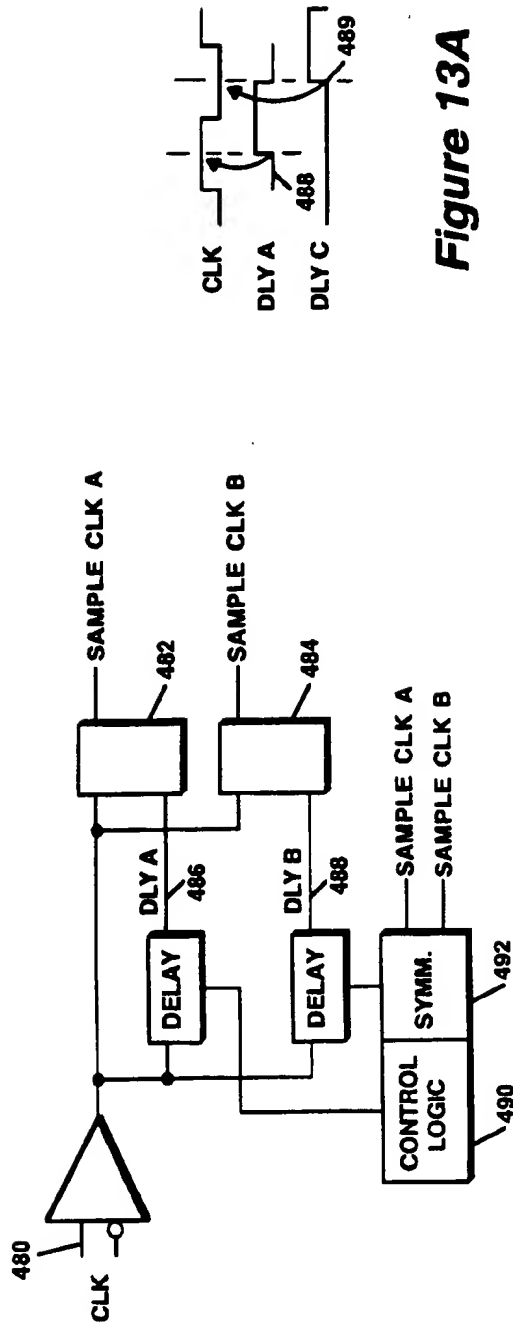 CLK
480
SAMPLE CLK A
482
DLY A
486
DELAY
SAMPLE CLK B
484
DLY B
488
DELAY
CONTROL LOGIC
SYMM.
490
492
SAMPLE CLK A
SAMPLE CLK B
CLK
DLY A
DLY C
488
489
Figure 13A